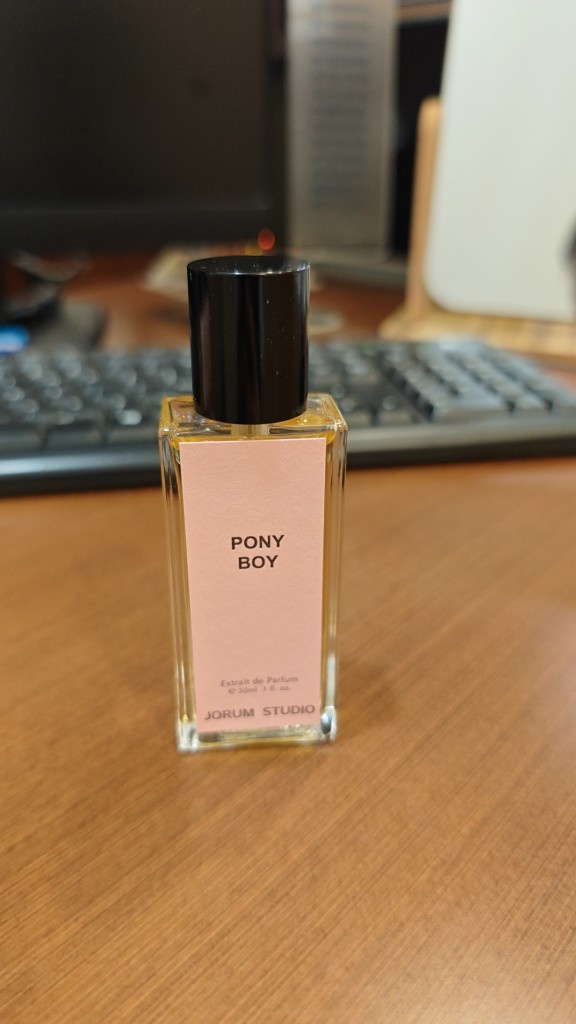 PONY
BOY
Extrait de Parfum
℮ 30ml 1 fl. oz.
JORUM STUDIO